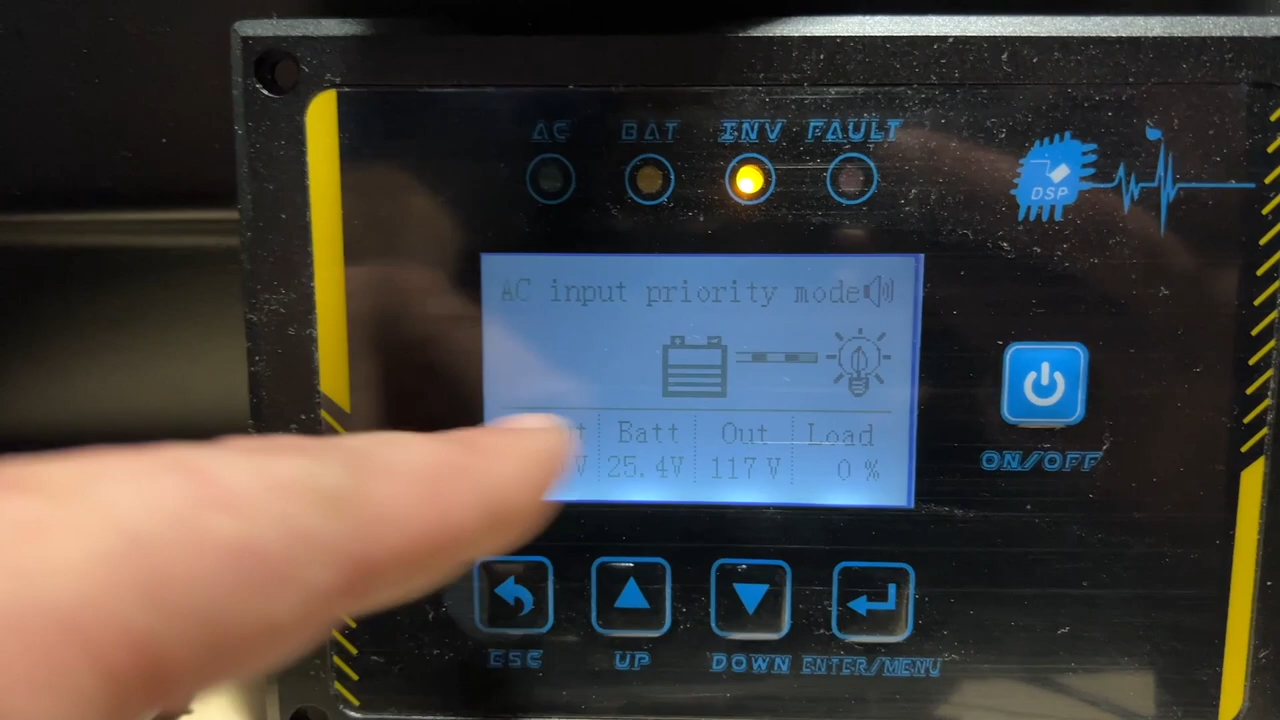 AC BAT INV FAULT
DSP
AC input priority mode
Batt Out Load
V 25.4V 117 V 0 %
ON/OFF
ESC UP DOWN ENTER/MENU